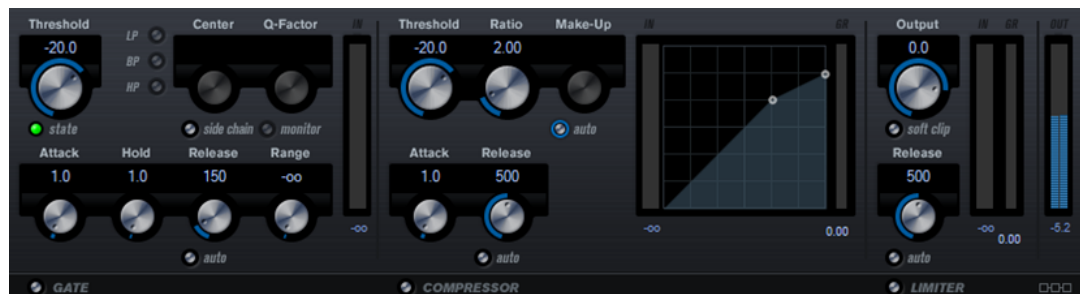 Threshold
-20.0
LP
BP
HP
state
Center Q-Factor
side chain monitor
Attack Hold Release Range
1.0 1.0 150 -∞
auto
IN
-∞
GATE
Threshold Ratio Make-Up
-20.0 2.00
auto
Attack Release
1.0 500
auto
IN GR
-∞ 0.00
COMPRESSOR
Output
0.0
soft clip
Release
500
auto
IN GR
-∞ 0.00
LIMITER
OUT
-5.2